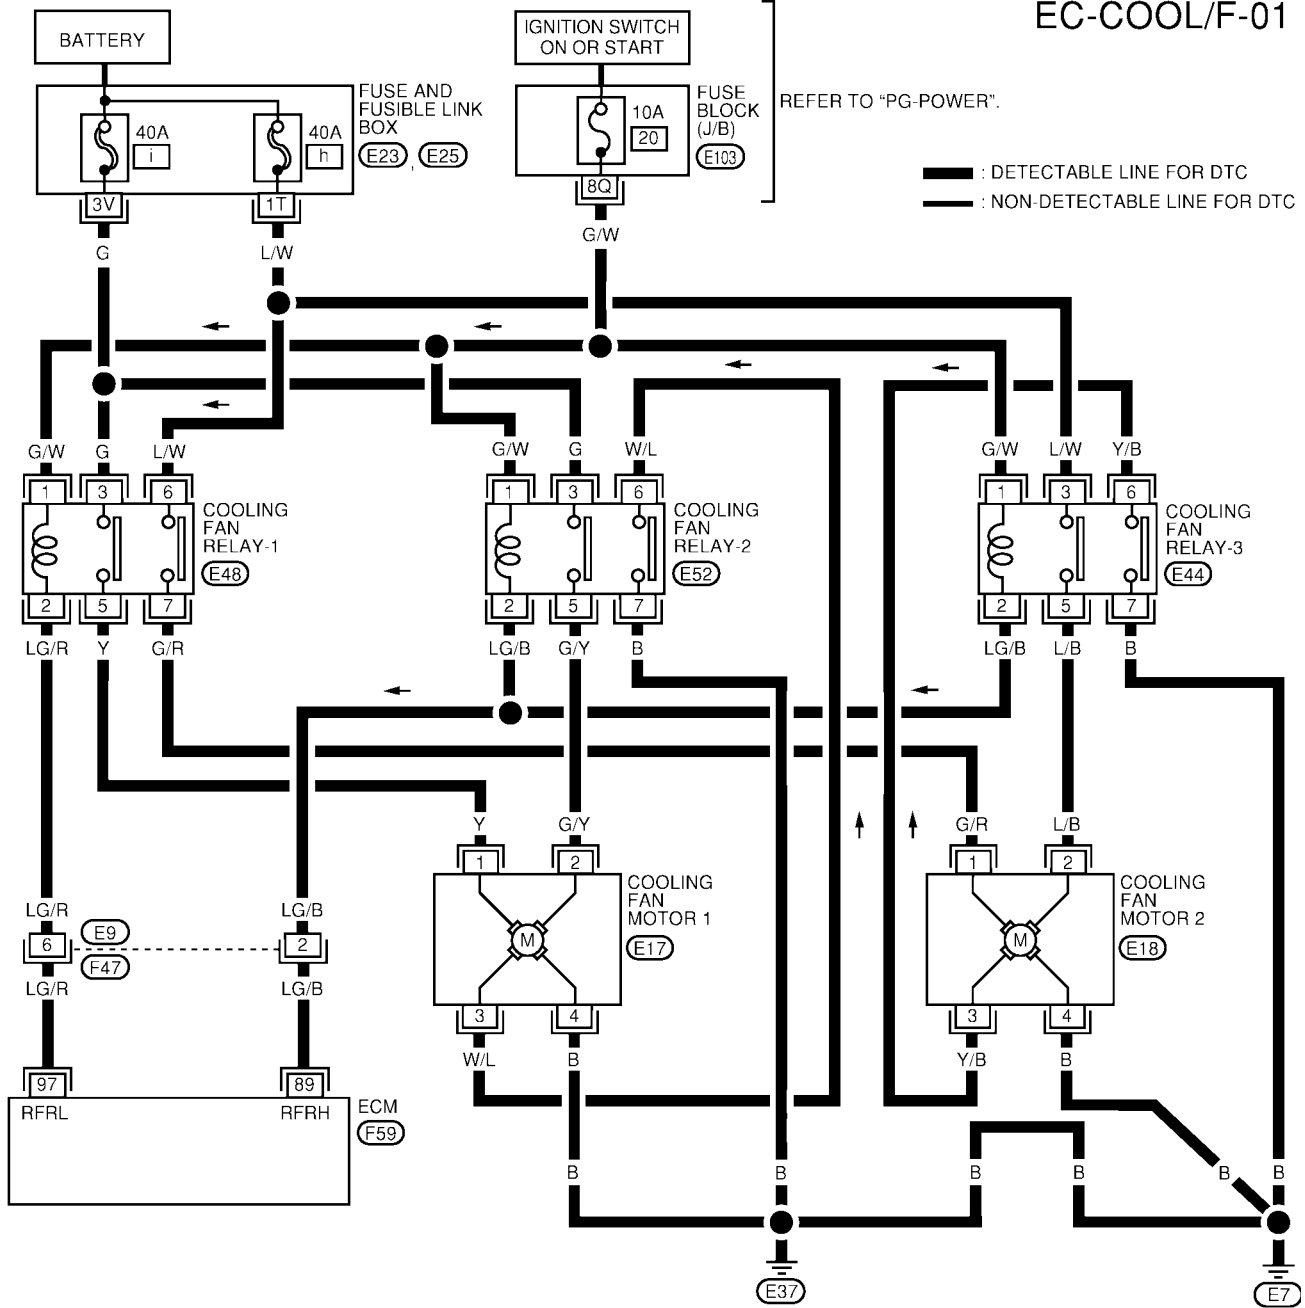 EC-COOL/F-01
BATTERY
IGNITION SWITCH
ON OR START
FUSE AND
FUSIBLE LINK
BOX
E23 , E25
40A
i
40A
h
10A
20
FUSE
BLOCK
(J/B)
E103
REFER TO “PG-POWER”.
: DETECTABLE LINE FOR DTC
: NON-DETECTABLE LINE FOR DTC
3V
1T
8Q
G
L/W
G/W
G/W
G
L/W
G/W
G
W/L
G/W
L/W
Y/B
1
3
6
1
3
6
1
3
6
COOLING
FAN
RELAY-1
E48
COOLING
FAN
RELAY-2
E52
COOLING
FAN
RELAY-3
E44
2
5
7
2
5
7
2
5
7
LG/R
Y
G/R
LG/B
G/Y
B
LG/B
L/B
B
Y
G/Y
G/R
L/B
1
2
1
2
COOLING
FAN
MOTOR 1
E17
M
COOLING
FAN
MOTOR 2
E18
M
LG/R
LG/B
6
E9
F47
2
LG/R
LG/B
3
4
3
4
W/L
B
Y/B
B
97
89
RFRL
RFRH
ECM
F59
B
B
B
B
B
B
E37
E7